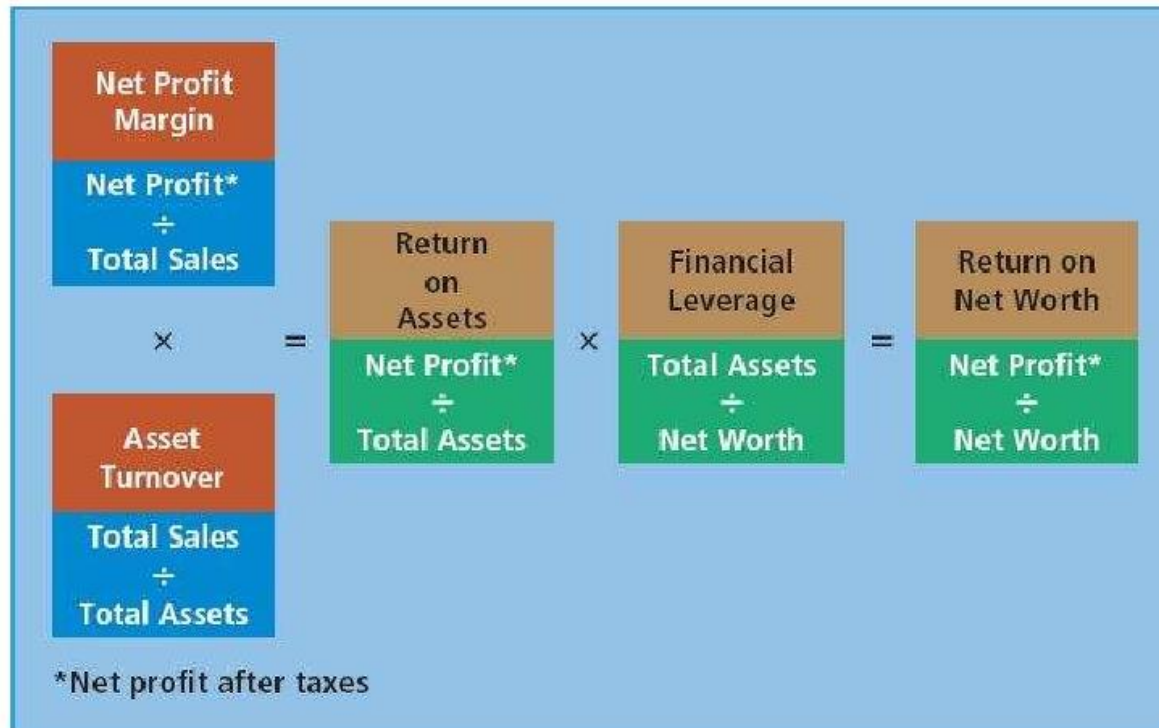 Net Profit
Margin
Net Profit*
÷
Total Sales
×
Asset
Turnover
Total Sales
÷
Total Assets
=
Return
on
Assets
Net Profit*
÷
Total Assets
×
Financial
Leverage
Total Assets
÷
Net Worth
=
Return on
Net Worth
Net Profit*
÷
Net Worth
*Net profit after taxes